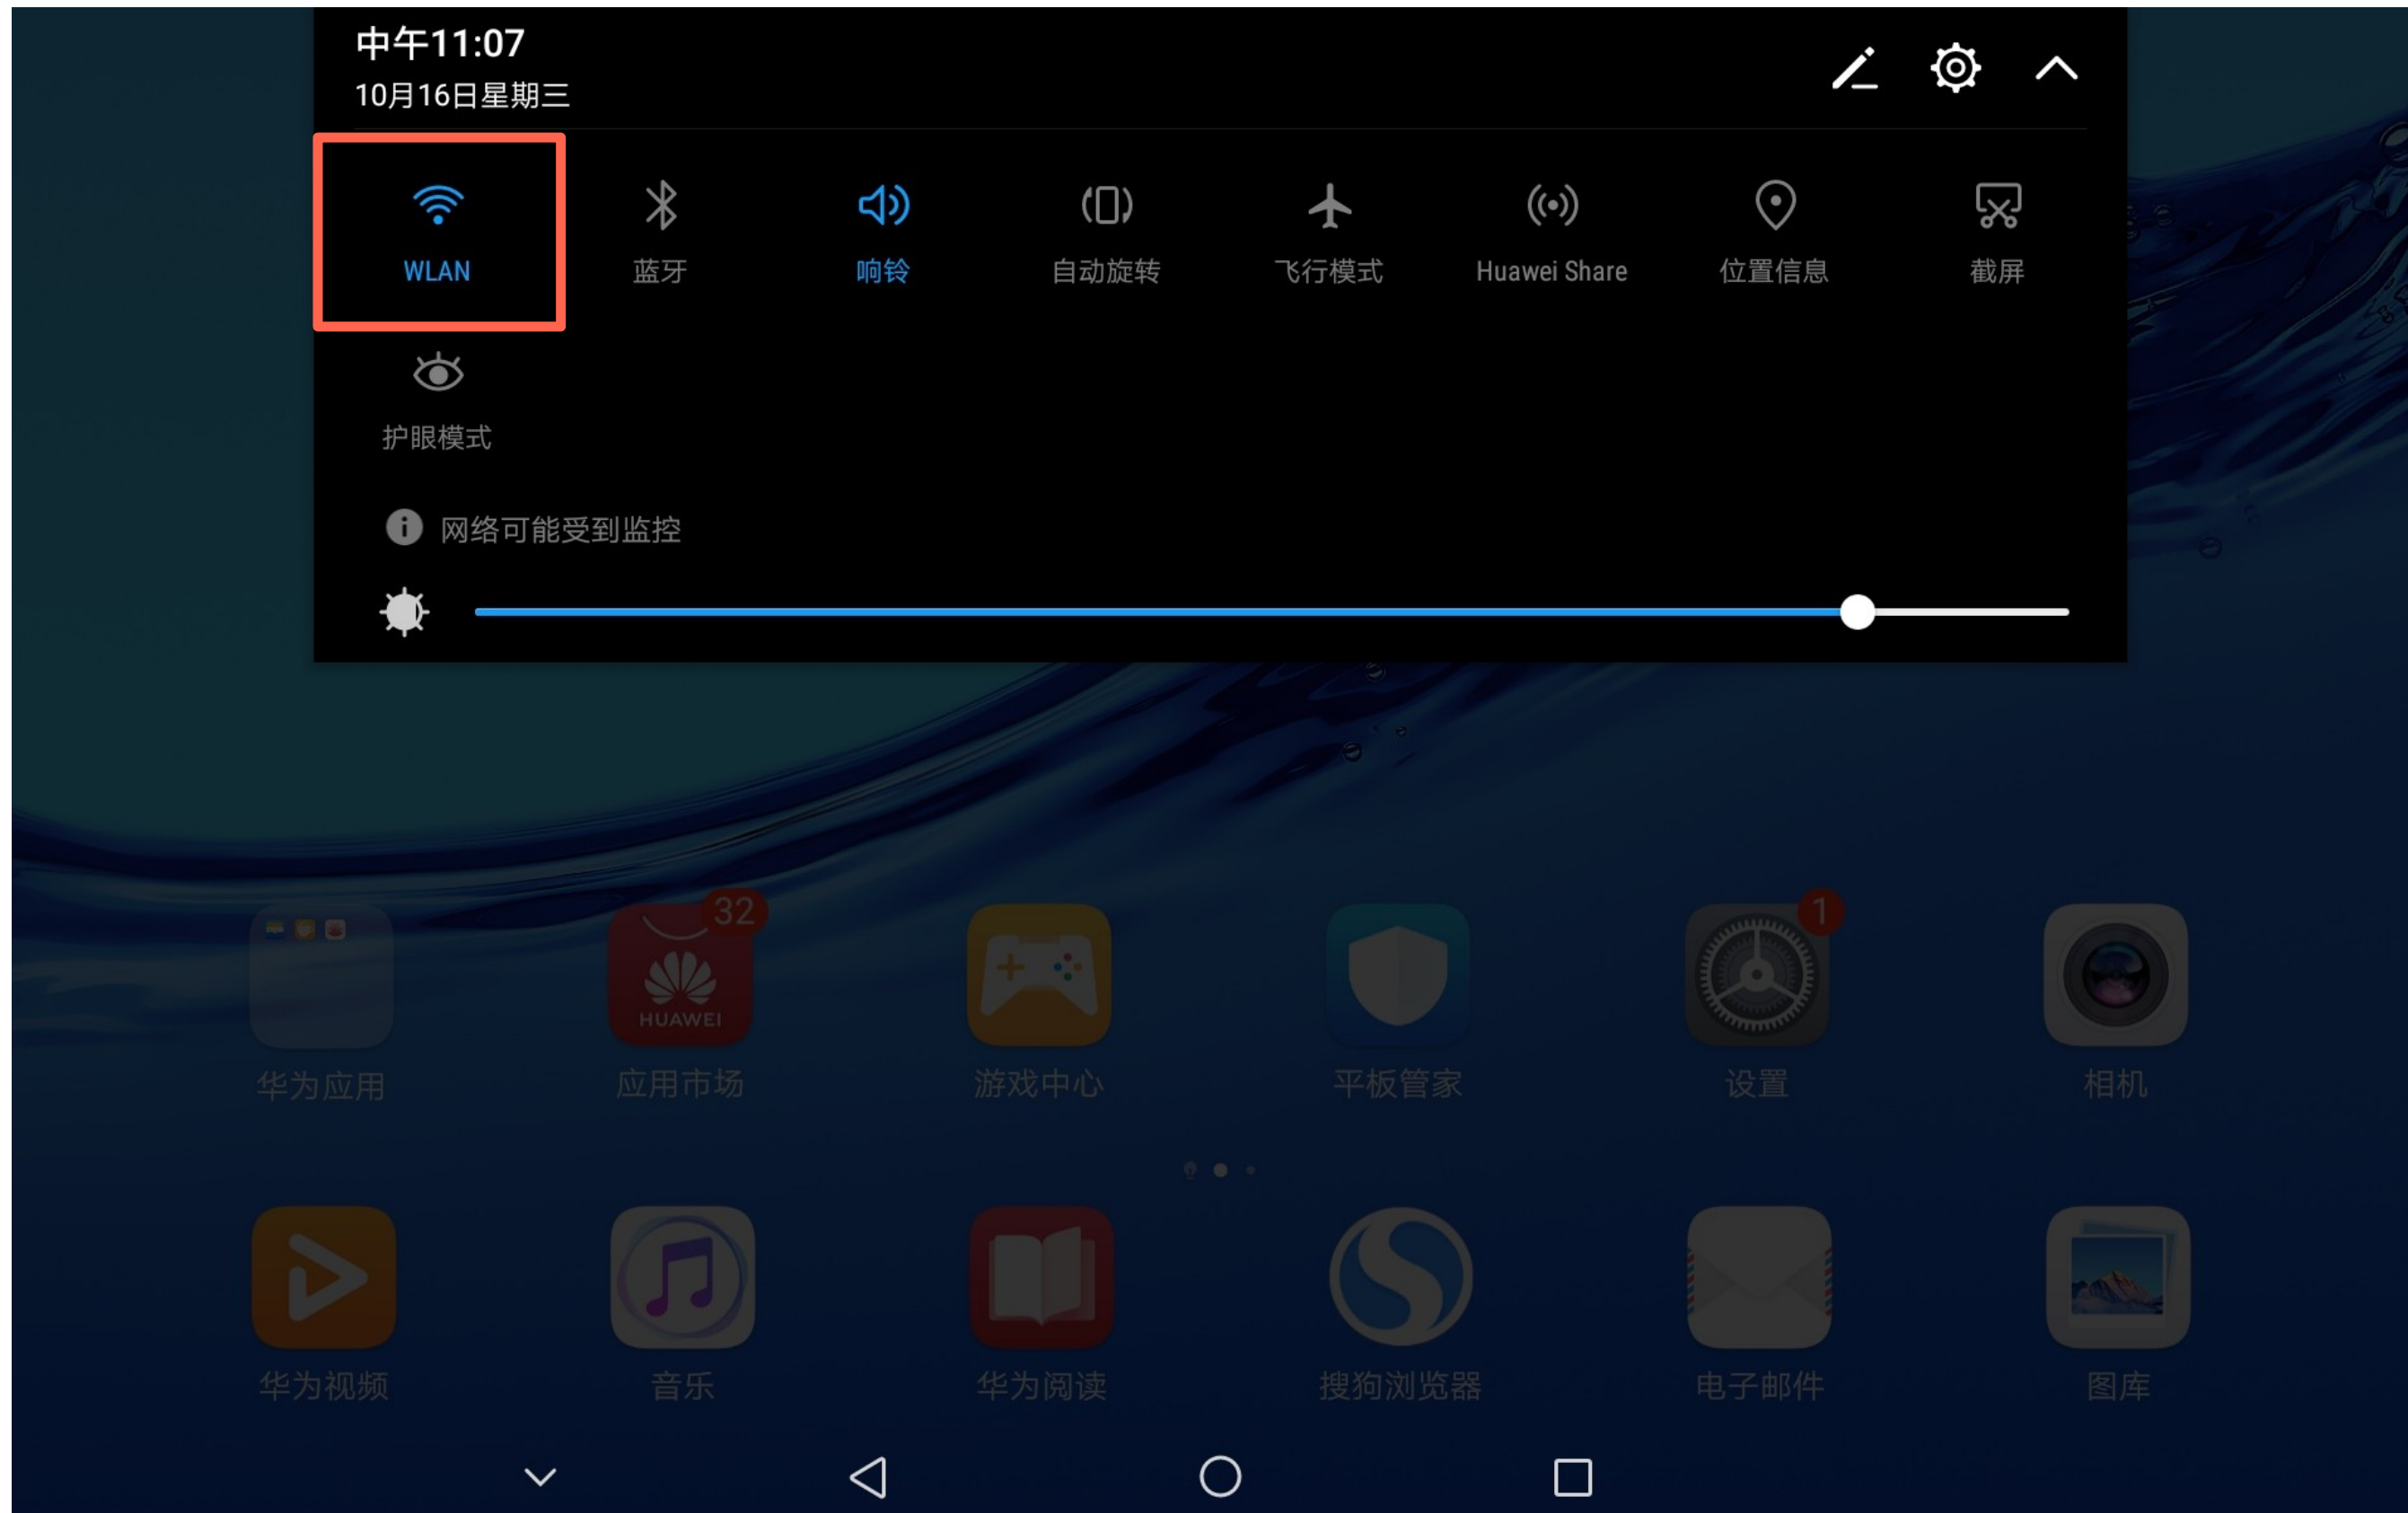 中午11:07
10月16日星期三
WLAN
蓝牙
响铃
自动旋转
飞行模式
Huawei Share
位置信息
截屏
护眼模式
网络可能受到监控
32
1
HUAWEI
华为应用
应用市场
游戏中心
平板管家
设置
相机
华为视频
音乐
华为阅读
搜狗浏览器
电子邮件
图库